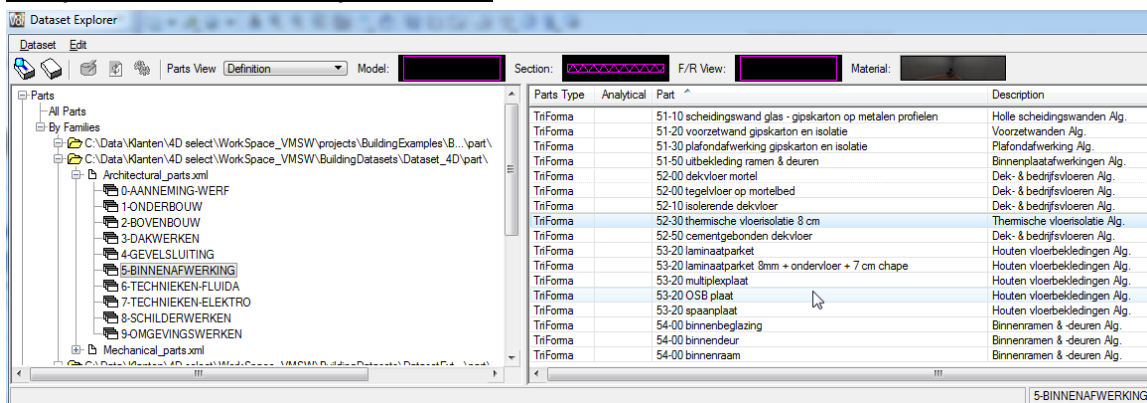 Dataset Explorer
Dataset Edit
Parts View Definition Model: Section: F/R View: Material:
Parts
All Parts
By Families
C:\Data\Klanten\4D select\WorkSpace_VMSW\projects\BuildingExamples\B...\part\
C:\Data\Klanten\4D select\WorkSpace_VMSW\BuildingDatasets\Dataset_4D\part\
Architectural_parts.xml
0-AANNEMING-WERF
1-ONDERBOUW
2-BOVENBOUW
3-DAKWERKEN
4-GEVELSLUITING
5-BINNENAFWERKING
6-TECHNIEKEN-FLUIDA
7-TECHNIEKEN-ELEKTRO
8-SCHILDERWERKEN
9-OMGEVINGSWERKEN
Mechanical_parts.xml
Parts Type Analytical Part Description
TriForma 51-10 scheidingswand glas - gipskarton op metalen profielen Holle scheidingswanden Alg.
TriForma 51-20 voorzetwand gipskarton en isolatie Voorzetwanden Alg.
TriForma 51-30 plafondafwerking gipskarton en isolatie Plafondafwerking Alg.
TriForma 51-50 uitbekleding ramen & deuren Binnenplaatafwerkingen Alg.
TriForma 52-00 dekvloer mortel Dek- & bedrijfsvloeren Alg.
TriForma 52-00 tegelvloer op mortelbed Dek- & bedrijfsvloeren Alg.
TriForma 52-10 isolerende dekvloer Dek- & bedrijfsvloeren Alg.
TriForma 52-30 thermische vloerisolatie 8 cm Thermische vloerisolatie Alg.
TriForma 52-50 cementgebonden dekvloer Dek- & bedrijfsvloeren Alg.
TriForma 53-20 laminaatparket Houten vloerbekledingen Alg.
TriForma 53-20 laminaatparket 8mm + ondervloer + 7 cm chape Houten vloerbekledingen Alg.
TriForma 53-20 multiplexplaat Houten vloerbekledingen Alg.
TriForma 53-20 OSB plaat Houten vloerbekledingen Alg.
TriForma 53-20 spaanplaat Houten vloerbekledingen Alg.
TriForma 54-00 binnenbeglazing Binnenramen & -deuren Alg.
TriForma 54-00 binnendeur Binnenramen & -deuren Alg.
TriForma 54-00 binnenraam Binnenramen & -deuren Alg.
5-BINNENAFWERKING